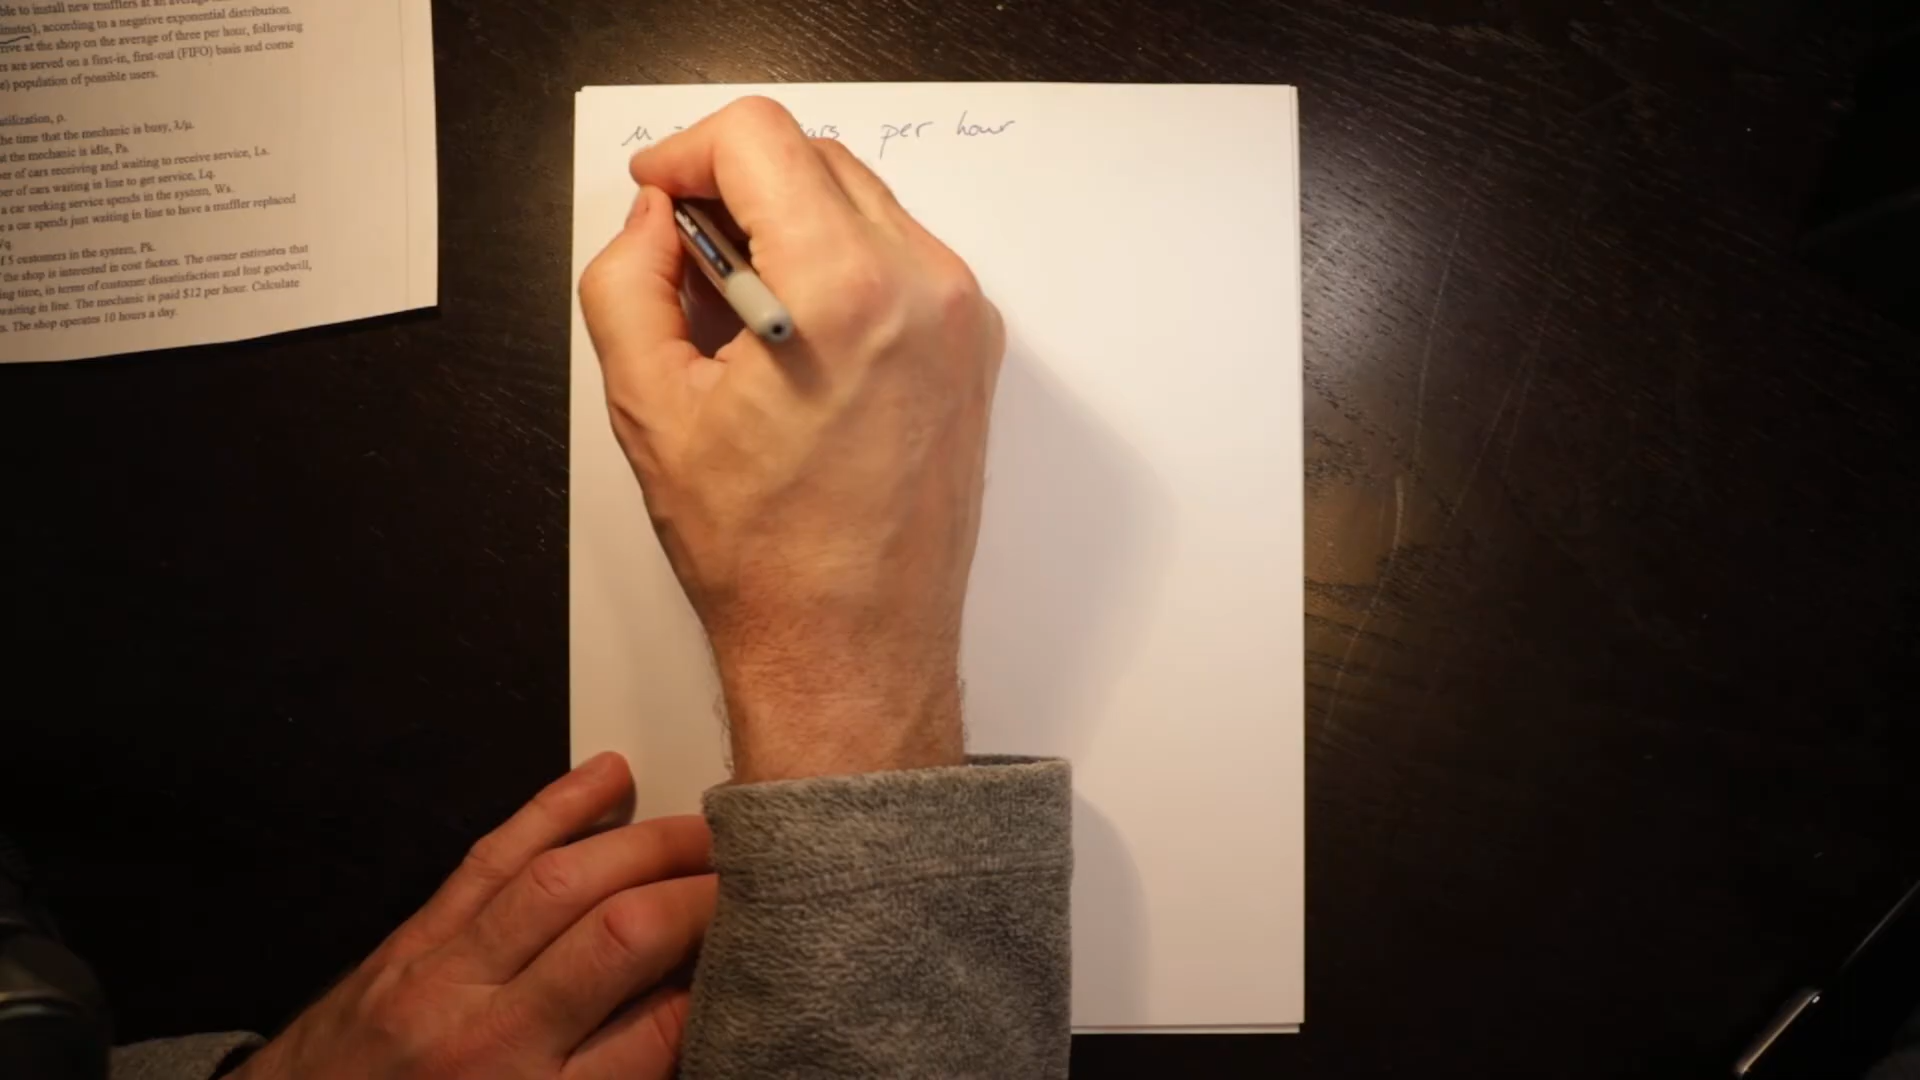 ble to install new mufflers at an average
inutes), according to a negative exponential distribution.
rrive at the shop on the average of three per hour, following
rs are served on a first-in, first-out (FIFO) basis and come
e) population of possible users.
utilization, ρ.
he time that the mechanic is busy, λ/μ.
at the mechanic is idle,
er of cars receiving and waiting to receive service, Ls.
ber of cars waiting in line to get service, Lq.
a car seeking service spends in the system, Ws.
e a car spends just waiting in line to have a muffler replaced
Vq.
f 5 customers in the system, Pk.
the shop is interested in cost factors. The owner estimates that
ing time, in terms of customer dissatisfaction and lost goodwill,
waiting in line. The mechanic is paid $12 per hour. Calculate
s. The shop operates 10 hours a day.
μ = ars per hour